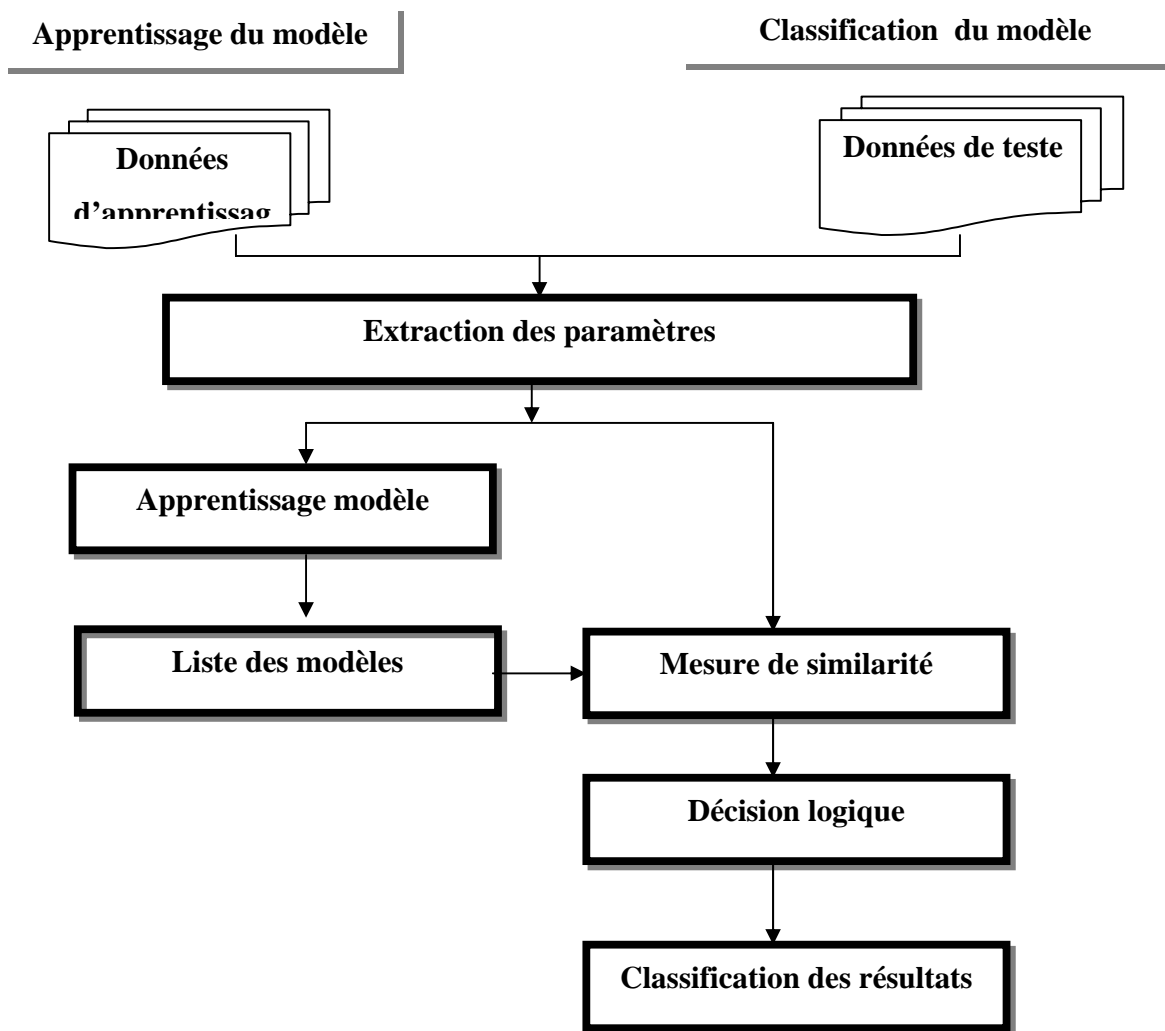 Apprentissage du modèle
Classification du modèle
Données
d’apprentissag
Données de teste
Extraction des paramètres
Apprentissage modèle
Liste des modèles
Mesure de similarité
Décision logique
Classification des résultats